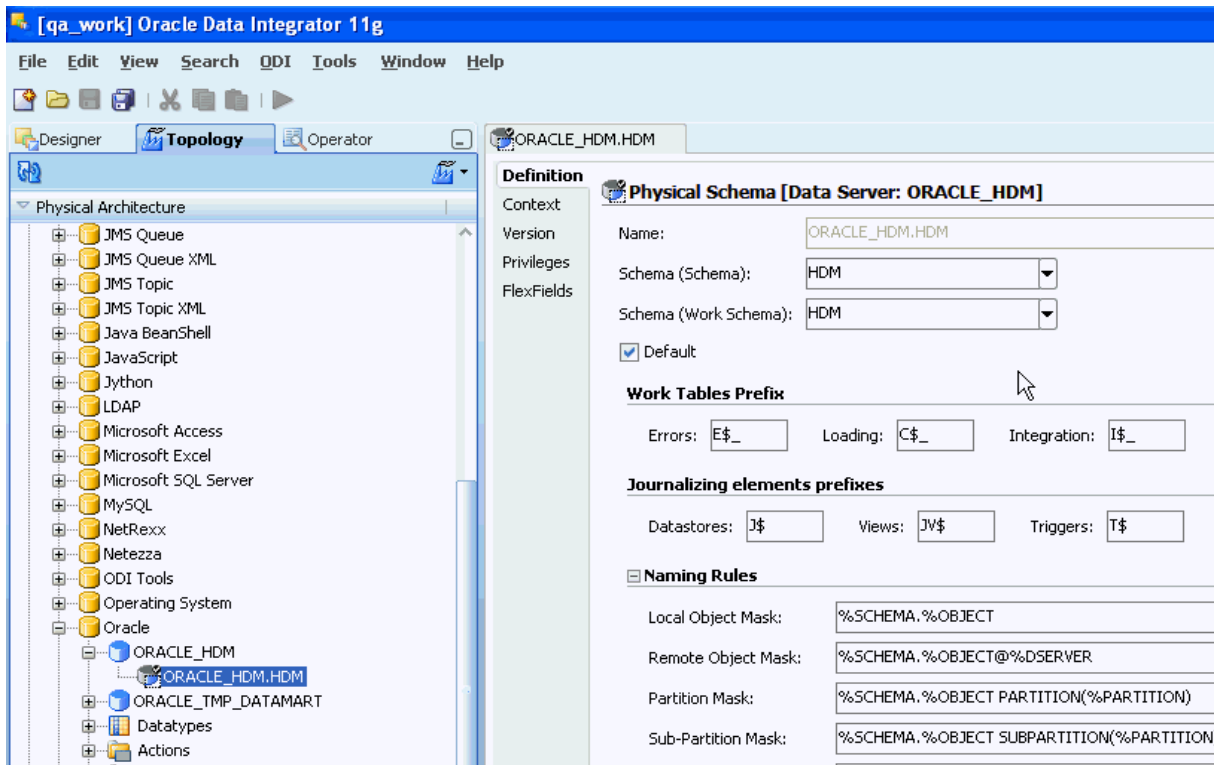 [qa_work] Oracle Data Integrator 11g
File Edit View Search ODI Tools Window Help
Designer Topology Operator
Physical Architecture
JMS Queue
JMS Queue XML
JMS Topic
JMS Topic XML
Java BeanShell
JavaScript
Jython
LDAP
Microsoft Access
Microsoft Excel
Microsoft SQL Server
MySQL
NetRexx
Netezza
ODI Tools
Operating System
Oracle
ORACLE_HDM
ORACLE_HDM.HDM
ORACLE_TMP_DATAMART
Datatypes
Actions
ORACLE_HDM.HDM
Definition
Context
Version
Privileges
FlexFields
Physical Schema [Data Server: ORACLE_HDM]
Name: ORACLE_HDM.HDM
Schema (Schema): HDM
Schema (Work Schema): HDM
Default
Work Tables Prefix
Errors: E$_ Loading: C$_ Integration: I$_
Journalizing elements prefixes
Datastores: J$ Views: JV$ Triggers: T$
Naming Rules
Local Object Mask: %SCHEMA.%OBJECT
Remote Object Mask: %SCHEMA.%OBJECT@%DSERVER
Partition Mask: %SCHEMA.%OBJECT PARTITION(%PARTITION)
Sub-Partition Mask: %SCHEMA.%OBJECT SUBPARTITION(%PARTITION